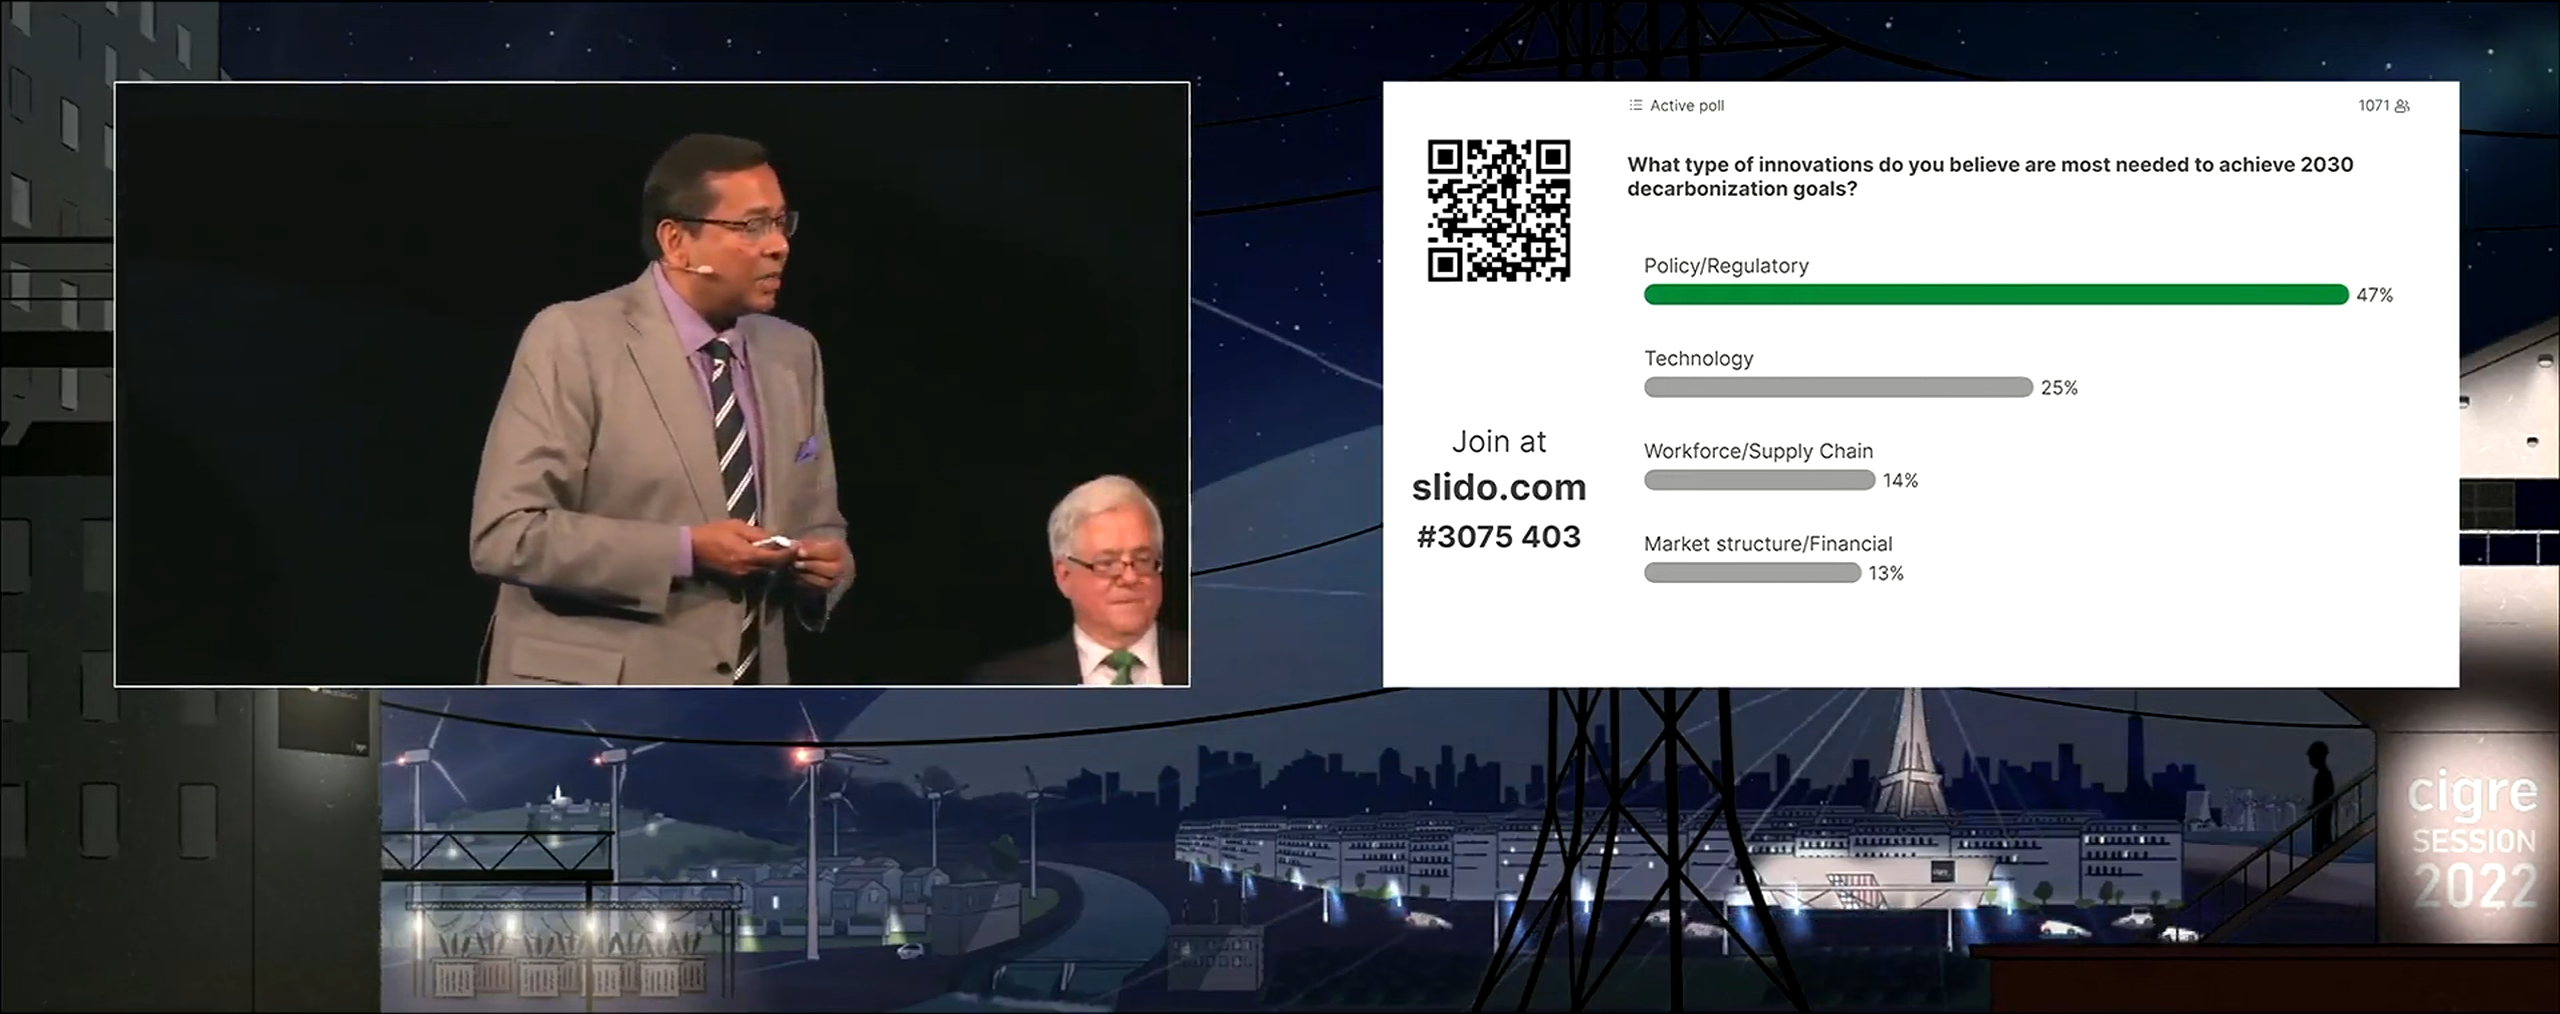 Active poll
1071
What type of innovations do you believe are most needed to achieve 2030
decarbonization goals?
Policy/Regulatory
47%
Technology
25%
Workforce/Supply Chain
14%
Market structure/Financial
13%
Join at
slido.com
#3075 403
cigre
SESSION
2022